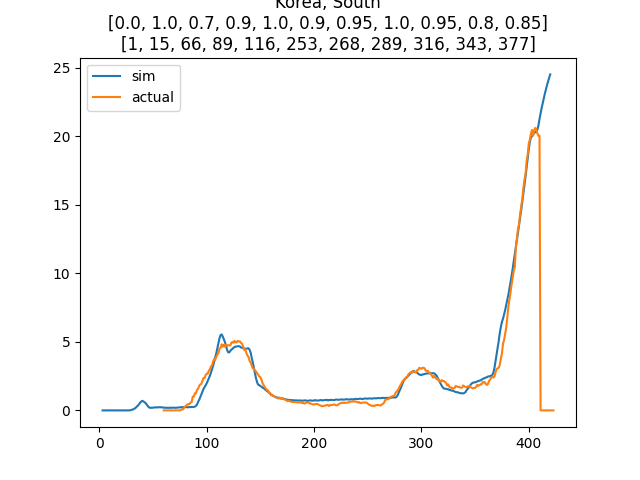 Korea, South
[0.0, 1.0, 0.7, 0.9, 1.0, 0.9, 0.95, 1.0, 0.95, 0.8, 0.85]
[1, 15, 66, 89, 116, 253, 268, 289, 316, 343, 377]
sim
actual
25
20
15
10
5
0
0 100 200 300 400